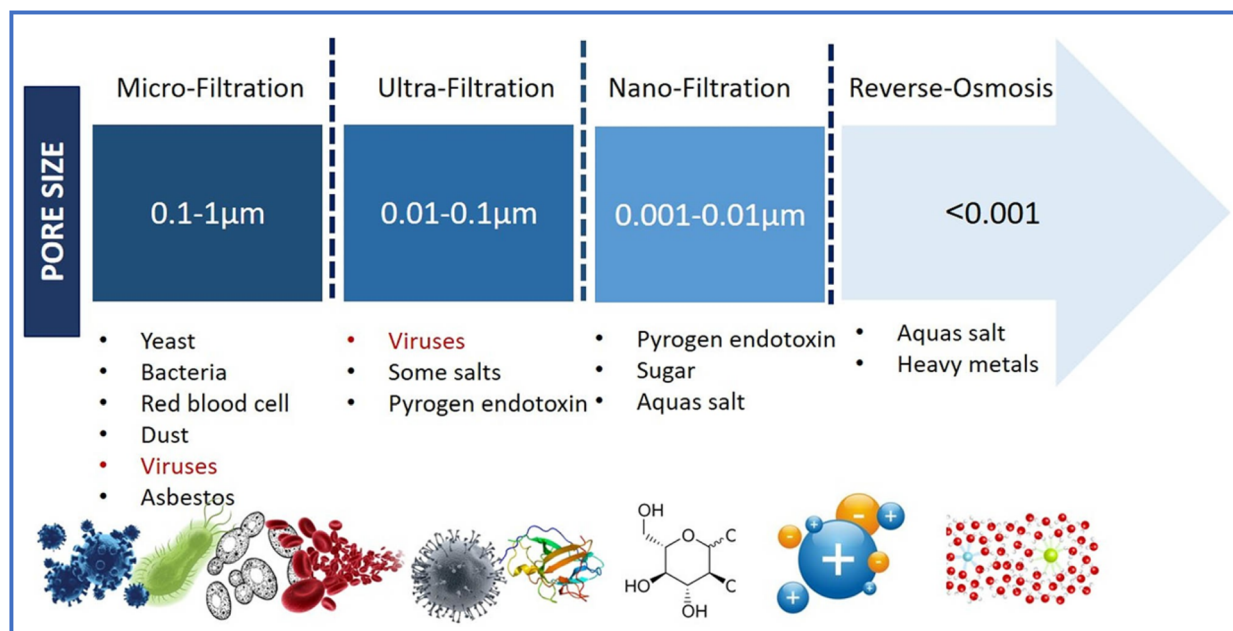 PORE SIZE
Micro-Filtration
Ultra-Filtration
Nano-Filtration
Reverse-Osmosis
0.1-1μm
0.01-0.1μm
0.001-0.01μm
<0.001
• Yeast
• Bacteria
• Red blood cell
• Dust
• Viruses
• Asbestos
• Viruses
• Some salts
• Pyrogen endotoxin
• Pyrogen endotoxin
• Sugar
• Aquas salt
• Aquas salt
• Heavy metals
OH
O
C
HO
C
OH
-
+
-
+
+
-
+
+